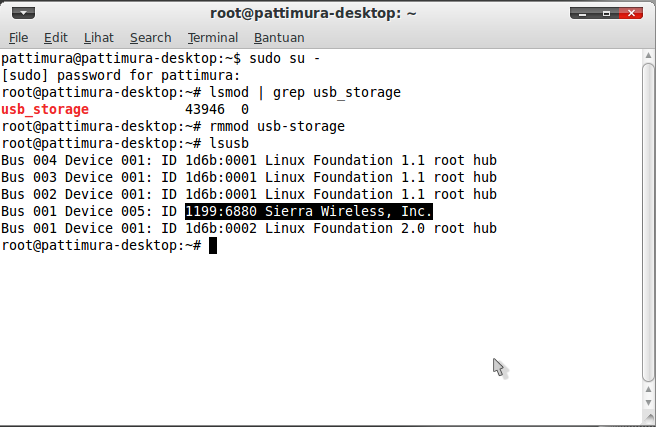 root@pattimura-desktop: ~
File Edit Lihat Search Terminal Bantuan
pattimura@pattimura-desktop:~$ sudo su -
[sudo] password for pattimura:
root@pattimura-desktop:~# lsmod | grep usb_storage
usb_storage            43946  0
root@pattimura-desktop:~# rmmod usb-storage
root@pattimura-desktop:~# lsusb
Bus 004 Device 001: ID 1d6b:0001 Linux Foundation 1.1 root hub
Bus 003 Device 001: ID 1d6b:0001 Linux Foundation 1.1 root hub
Bus 002 Device 001: ID 1d6b:0001 Linux Foundation 1.1 root hub
Bus 001 Device 005: ID 1199:6880 Sierra Wireless, Inc.
Bus 001 Device 001: ID 1d6b:0002 Linux Foundation 2.0 root hub
root@pattimura-desktop:~#